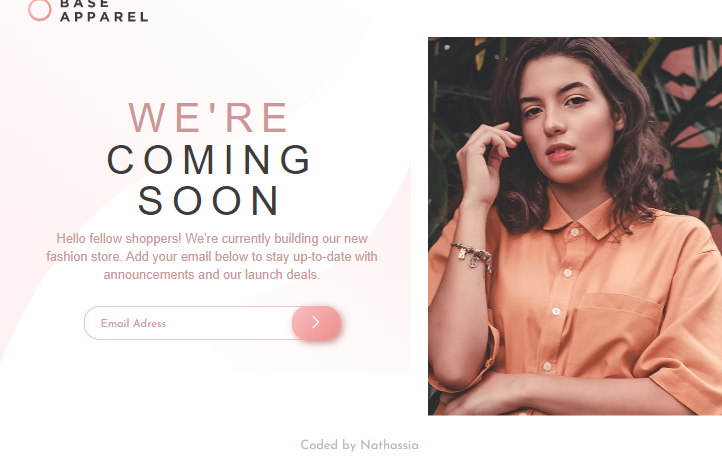 BASE
APPAREL
WE'RE
COMING
SOON
Hello fellow shoppers! We're currently building our new
fashion store. Add your email below to stay up-to-date with
announcements and our launch deals.
Email Adress
Coded by Nathassia